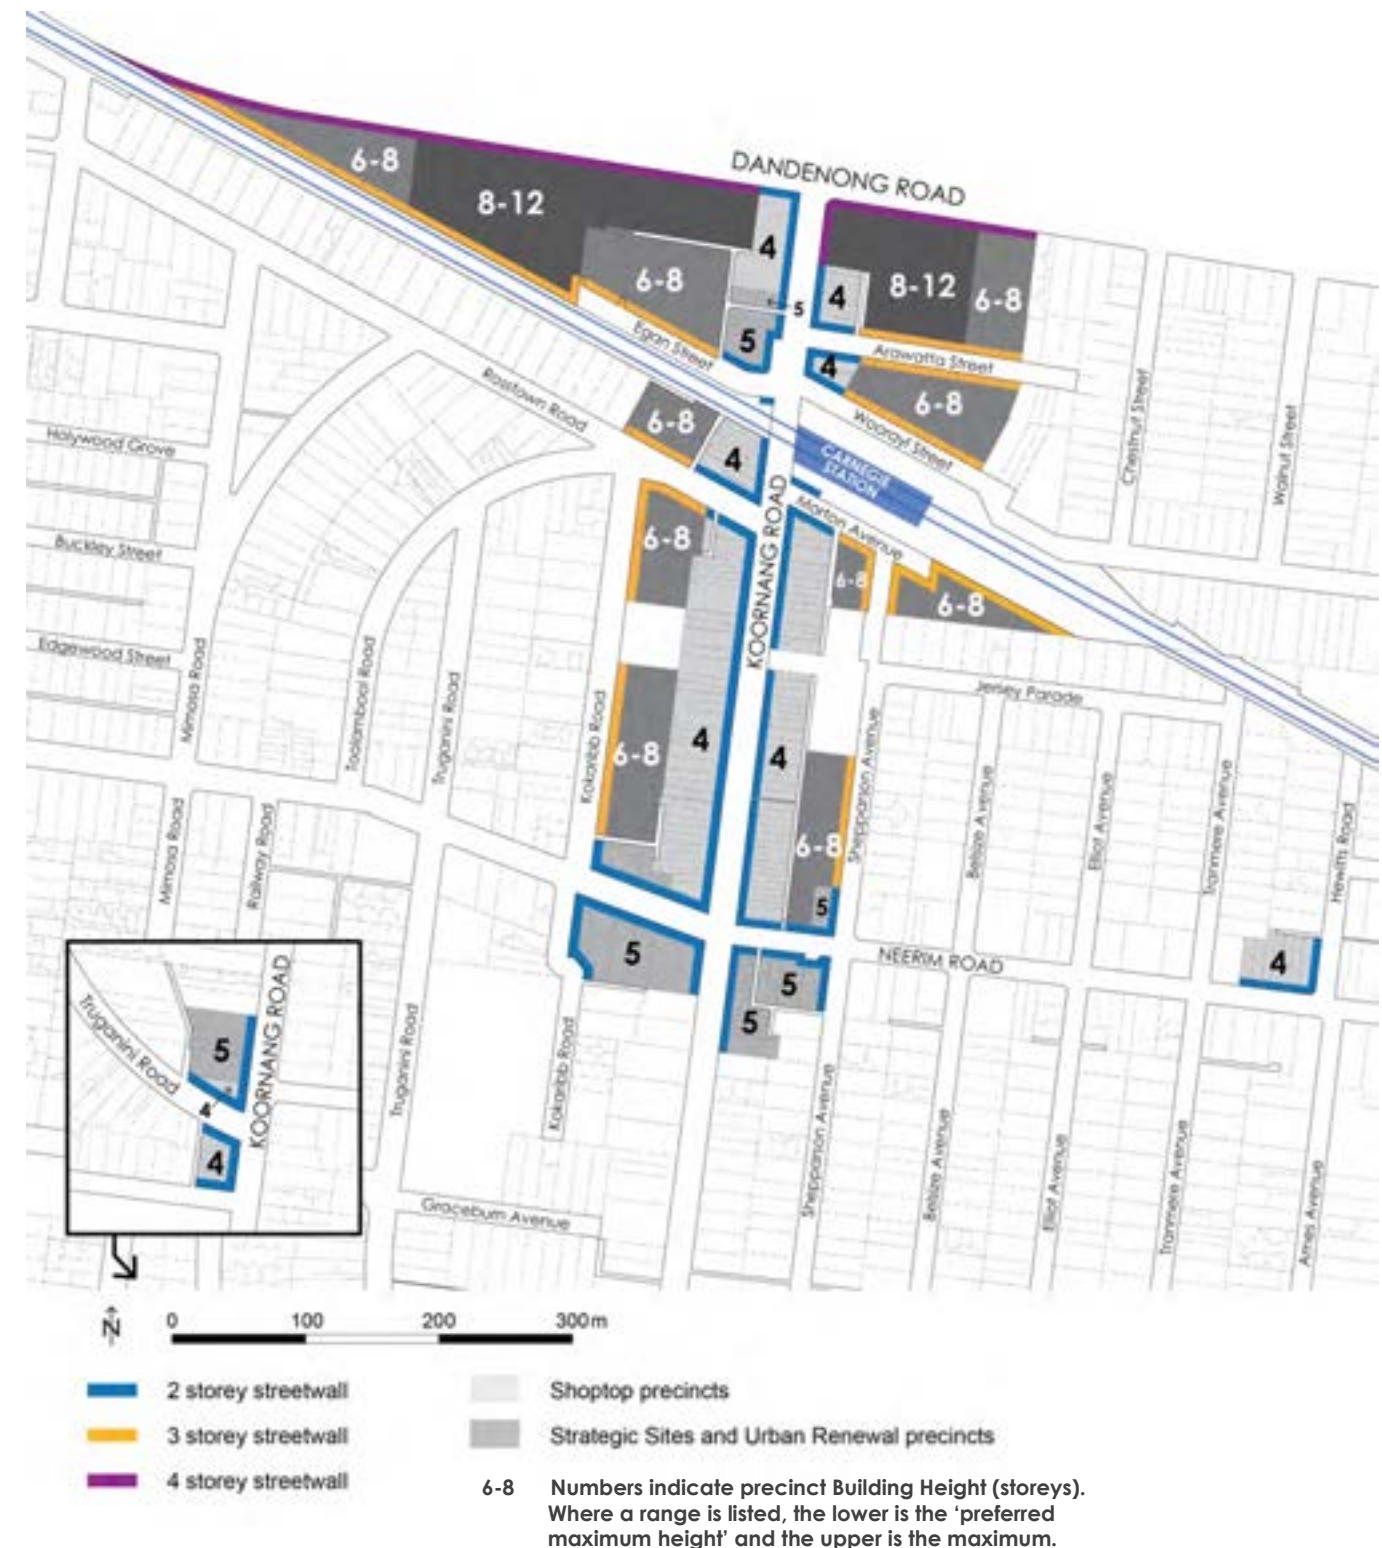 DANDENONG ROAD
6-8
8-12
4
6-8
5
5
4
8-12
6-8
Egan Street
Arawatta Street
4
6-8
Woorayl Street
Rosstown Road
6-8
4
CARNEGIE
STATION
Chestnut Street
Walnut Street
Holywood Grove
KOORNANG ROAD
Morton Avenue
6-8
6-8
6-8
Buckley Street
Edgewood Street
Mimosa Road
Toolambool Road
Truganini Road
Kokaribb Road
Jersey Parade
6-8
4
4
6-8
Shepparson Avenue
Belsize Avenue
Elliot Avenue
Tranmere Avenue
Hewitts Road
Mimosa Road
Railway Road
5
5
NEERIM ROAD
4
5
5
Truganini Road
KOORNANG ROAD
5
4
4
Truganini Road
Kokaribb Road
Shepparson Avenue
Belsize Avenue
Elliot Avenue
Tranmere Avenue
Ames Avenue
Graceburn Avenue
N
0 100 200 300m
2 storey streetwall
3 storey streetwall
4 storey streetwall
Shoptop precincts
Strategic Sites and Urban Renewal precincts
6-8 Numbers indicate precinct Building Height (storeys).
Where a range is listed, the lower is the ‘preferred
maximum height’ and the upper is the maximum.